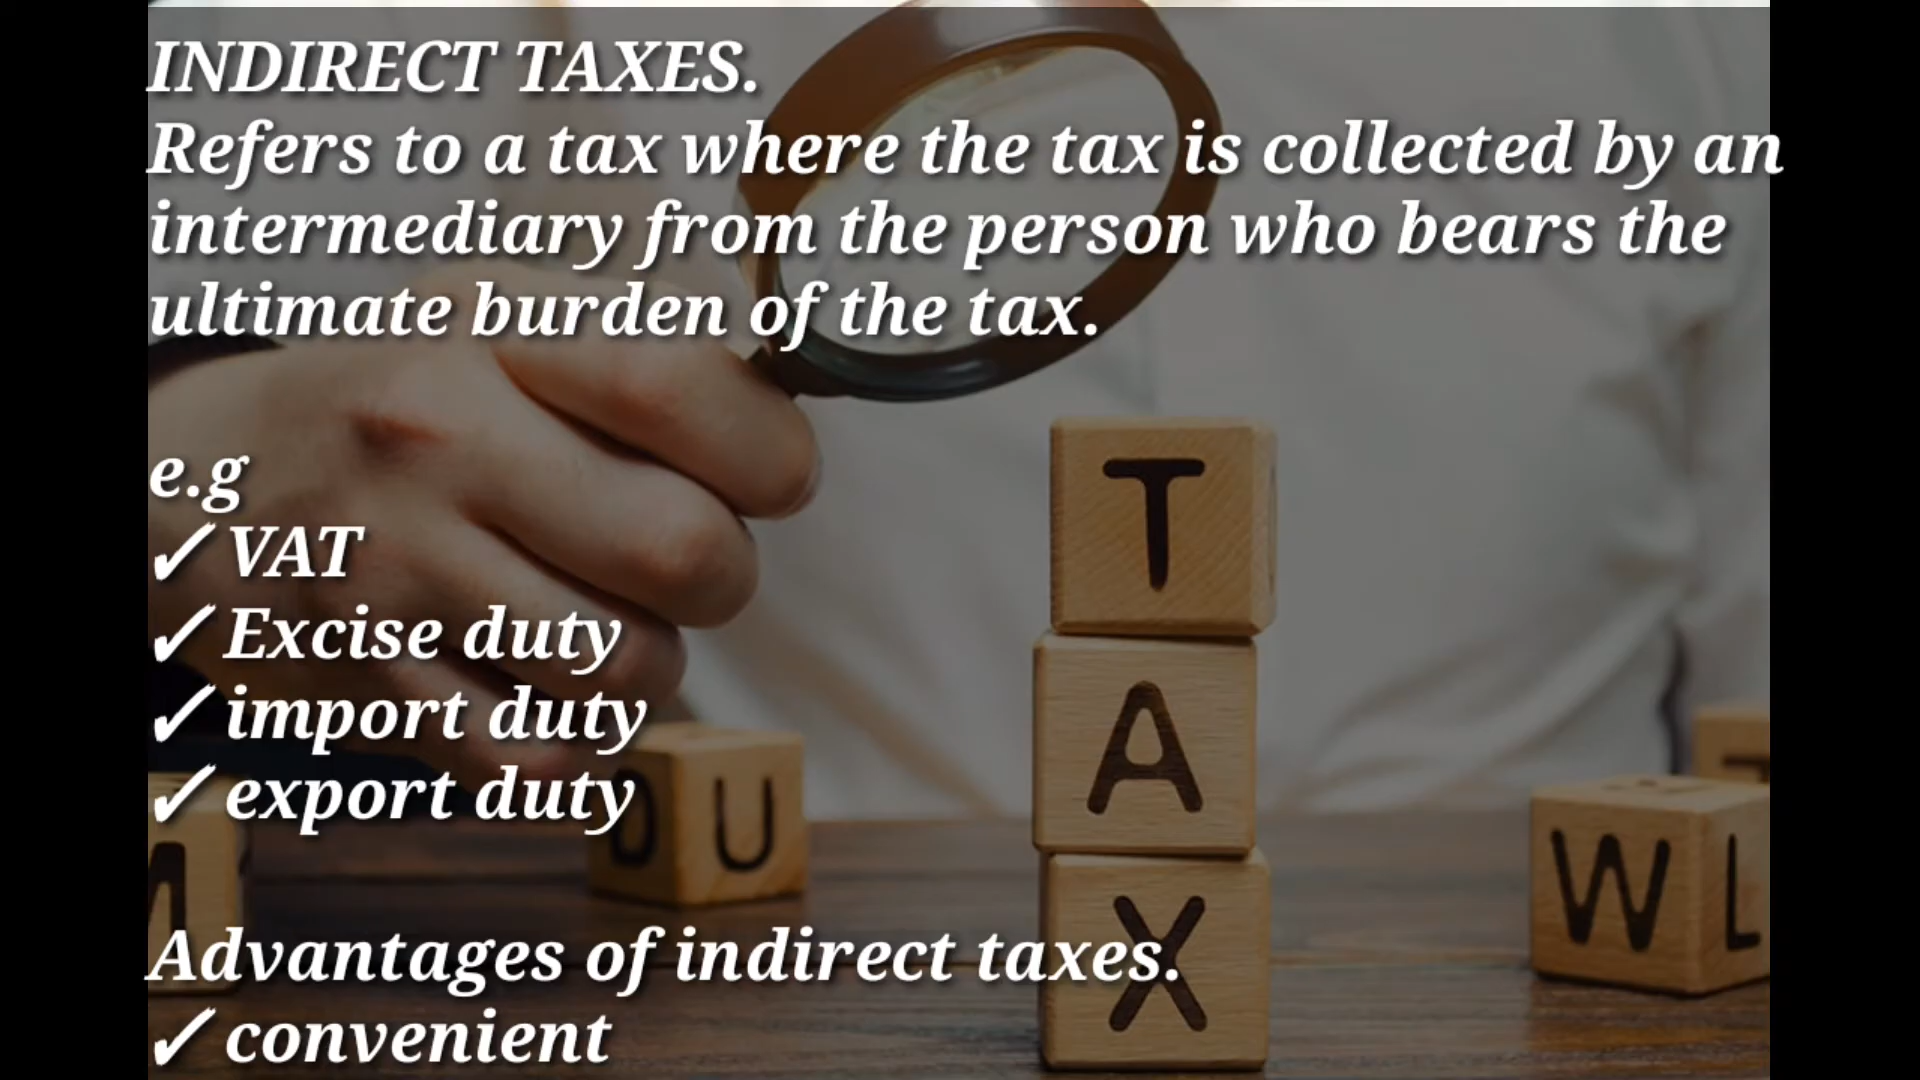 INDIRECT TAXES.
Refers to a tax where the tax is collected by an
intermediary from the person who bears the
ultimate burden of the tax.
e.g
✓ VAT
✓ Excise duty
✓ import duty
✓ export duty
Advantages of indirect taxes.
✓ convenient
T
A
X
U
W L